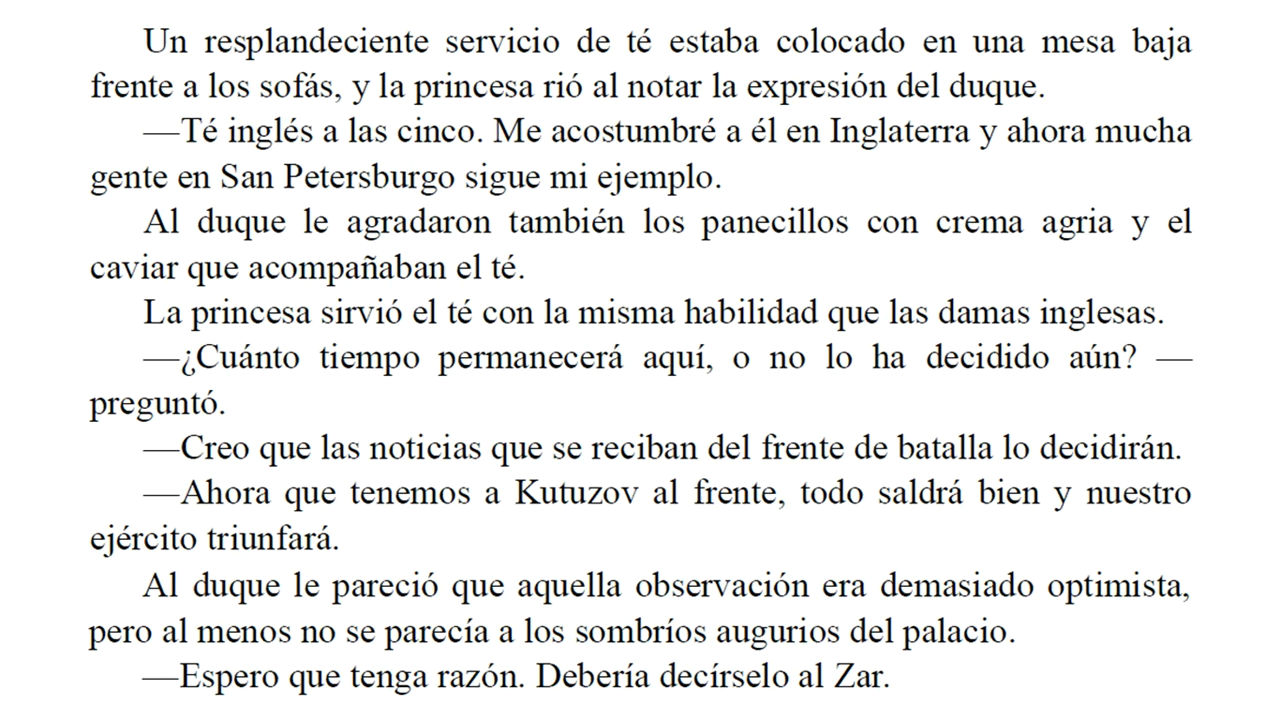 Un resplandeciente servicio de té estaba colocado en una mesa baja
frente a los sofás, y la princesa rió al notar la expresión del duque.
—Té inglés a las cinco. Me acostumbré a él en Inglaterra y ahora mucha
gente en San Petersburgo sigue mi ejemplo.
Al duque le agradaron también los panecillos con crema agria y el
caviar que acompañaban el té.
La princesa sirvió el té con la misma habilidad que las damas inglesas.
—¿Cuánto tiempo permanecerá aquí, o no lo ha decidido aún? —
preguntó.
—Creo que las noticias que se reciban del frente de batalla lo decidirán.
—Ahora que tenemos a Kutuzov al frente, todo saldrá bien y nuestro
ejército triunfará.
Al duque le pareció que aquella observación era demasiado optimista,
pero al menos no se parecía a los sombríos augurios del palacio.
—Espero que tenga razón. Debería decírselo al Zar.